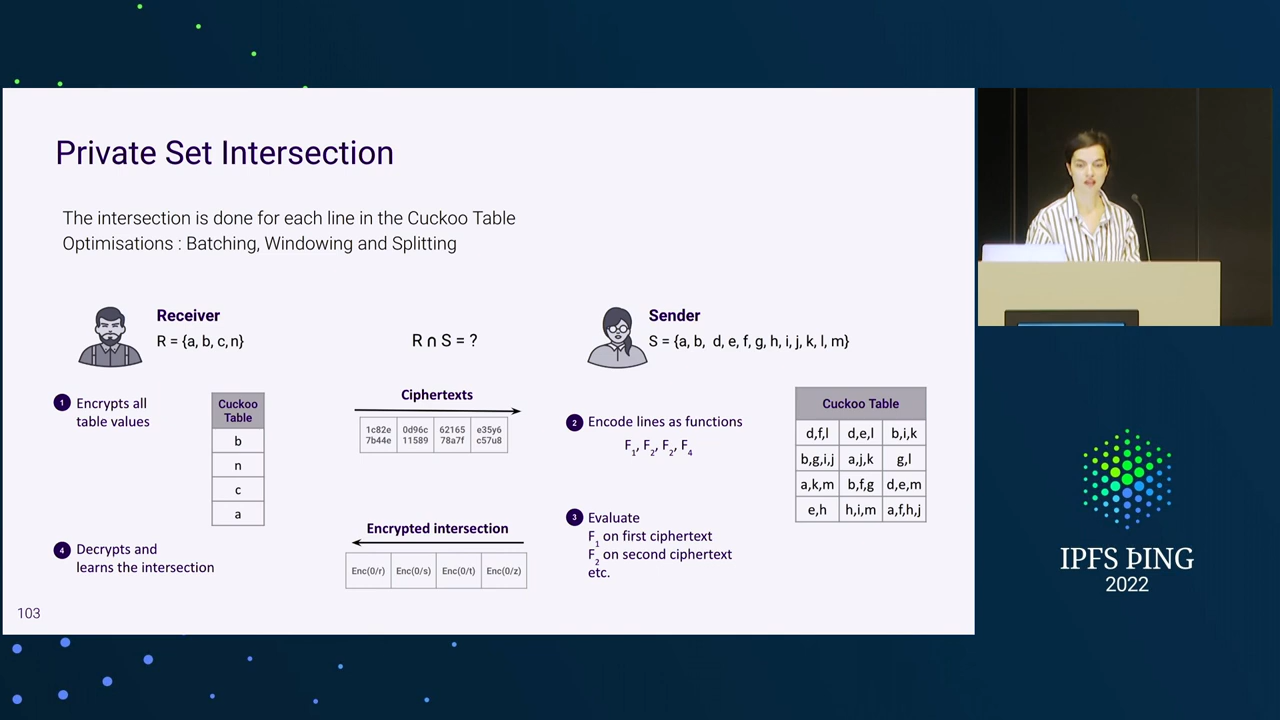 Private Set Intersection
The intersection is done for each line in the Cuckoo Table
Optimisations : Batching, Windowing and Splitting
Receiver
R = {a, b, c, n}
R ∩ S = ?
Sender
S = {a, b, d, e, f, g, h, i, j, k, l, m}
1 Encrypts all
table values
Cuckoo
Table
b
n
c
a
Ciphertexts
1c82e 0d96c 62165 e35y6
7b44e 11589 78a7f c57u8
2 Encode lines as functions
F1, F2, F2, F4
Cuckoo Table
d,f,l d,e,l b,i,k
b,g,i,j a,j,k g,l
a,k,m b,f,g d,e,m
e,h h,i,m a,f,h,j
Encrypted intersection
Enc(0/r) Enc(0/s) Enc(0/t) Enc(0/z)
3 Evaluate
F1 on first ciphertext
F2 on second ciphertext
etc.
4 Decrypts and
learns the intersection
103
IPFS ÞING
2022